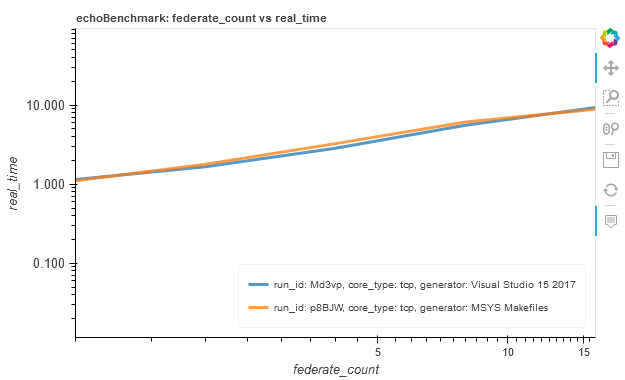 echoBenchmark: federate_count vs real_time
10.000
1.000
0.100
real_time
run_id: Md3vp, core_type: tcp, generator: Visual Studio 15 2017
run_id: p8BJW, core_type: tcp, generator: MSYS Makefiles
5
10
15
federate_count